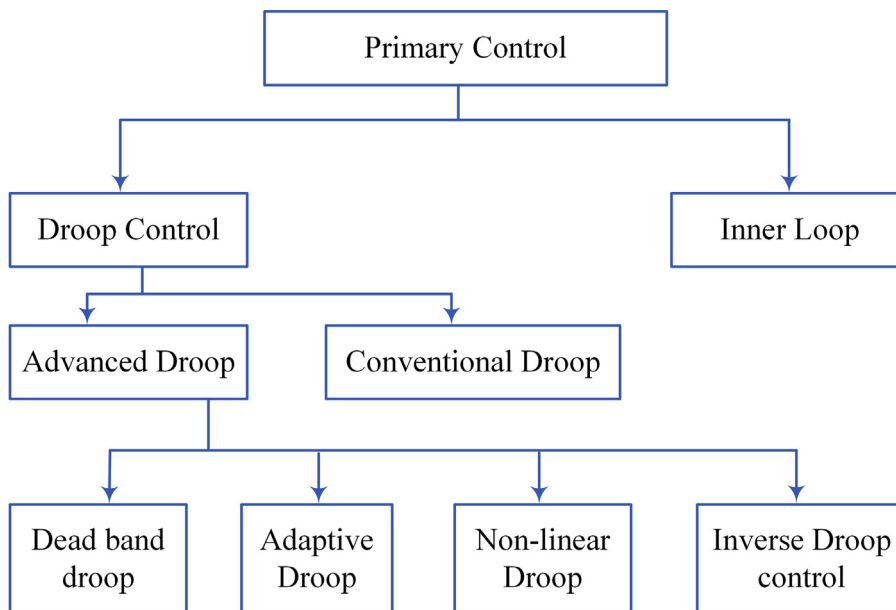 Primary Control
Droop Control
Inner Loop
Advanced Droop
Conventional Droop
Dead band
droop
Adaptive
Droop
Non-linear
Droop
Inverse Droop
control